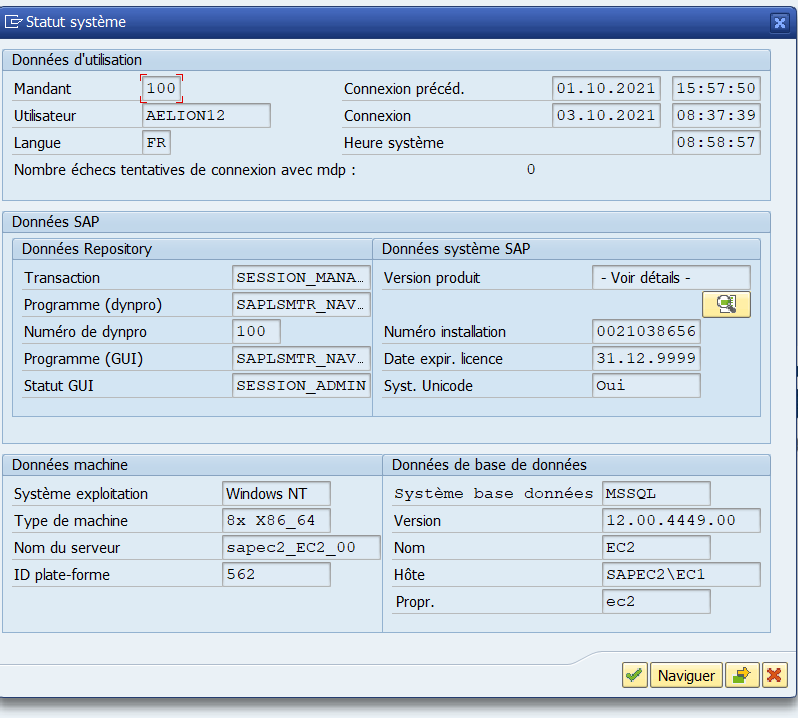 Statut système
Données d'utilisation
Mandant 100 Connexion précéd. 01.10.2021 15:57:50
Utilisateur AELION12 Connexion 03.10.2021 08:37:39
Langue FR Heure système 08:58:57
Nombre échecs tentatives de connexion avec mdp : 0
Données SAP
Données Repository Données système SAP
Transaction SESSION_MANA… Version produit - Voir détails -
Programme (dynpro) SAPLSMTR_NAV…
Numéro de dynpro 100 Numéro installation 0021038656
Programme (GUI) SAPLSMTR_NAV… Date expir. licence 31.12.9999
Statut GUI SESSION_ADMIN Syst. Unicode Oui
Données machine Données de base de données
Système exploitation Windows NT Système base données MSSQL
Type de machine 8x X86_64 Version 12.00.4449.00
Nom du serveur sapec2_EC2_00 Nom EC2
ID plate-forme 562 Hôte SAPEC2\EC1
Propr. ec2
Naviguer